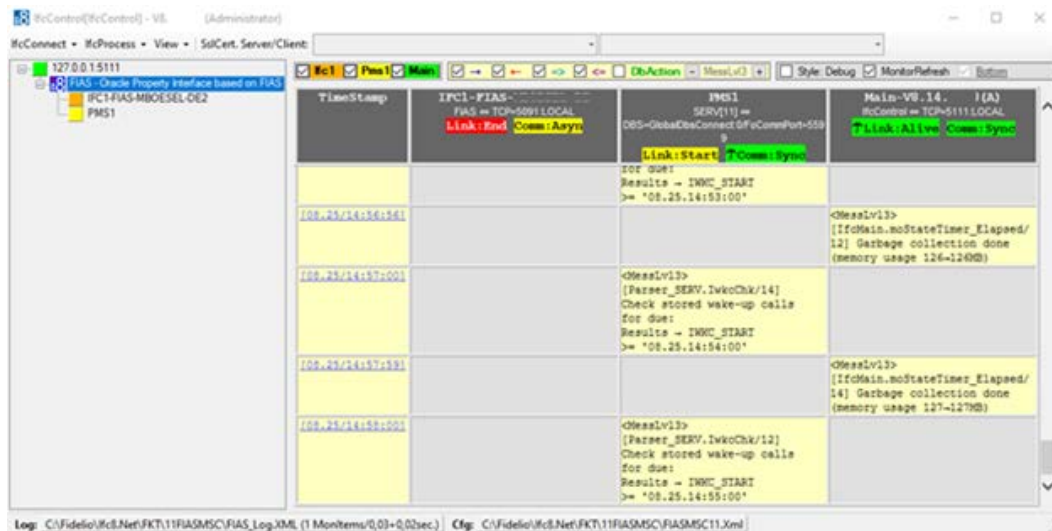 IfcControl[IfcControl] - V8. (Administrator)
IfcConnect IfcProcess View SslCert. Server/Client:
127.0.0.1:5111
FIAS - Oracle Property Interface based on FIAS
IFC1-FIAS-MBOESEL-DE2
PMS1
Ifc1 Pms1 Main → ← => <= DbAction - MessLvl3 + Style: Debug MonitorRefresh Bottom
TimeStamp
IFC1-FIAS-
FIAS == TCP=5091:LOCAL
Link:End Comm:Asyn
PMS1
SERV[11] ==
DBS=GlobalDbsConnect:0/FoCommPort=559
9
Link:Start ↑Comm:Sync
Main-V8.14. (A)
IfcControl == TCP=5111:LOCAL
↑Link:Alive Comm:Sync
for due:
Results → IWKC_START
>= '08.25.14:53:00'
[08.25/14:56:56]
<MessLvl3>
[IfcMain.moStateTimer_Elapsed/
12] Garbage collection done
(memory usage 126→126MB)
[08.25/14:57:00]
<MessLvl3>
[Parser_SERV.IwkcChk/14]
Check stored wake-up calls
for due:
Results → IWKC_START
>= '08.25.14:54:00'
[08.25/14:57:59]
<MessLvl3>
[IfcMain.moStateTimer_Elapsed/
14] Garbage collection done
(memory usage 127→127MB)
[08.25/14:58:00]
<MessLvl3>
[Parser_SERV.IwkcChk/12]
Check stored wake-up calls
for due:
Results → IWKC_START
>= '08.25.14:55:00'
Log: C:\Fidelio\Ifc8.Net\FKT\11FIASMSC\FIAS_Log.XML (1 MonItems/0,03+0,02sec.) Cfg: C:\Fidelio\Ifc8.Net\FKT\11FIASMSC\FIASMSC11.Xml